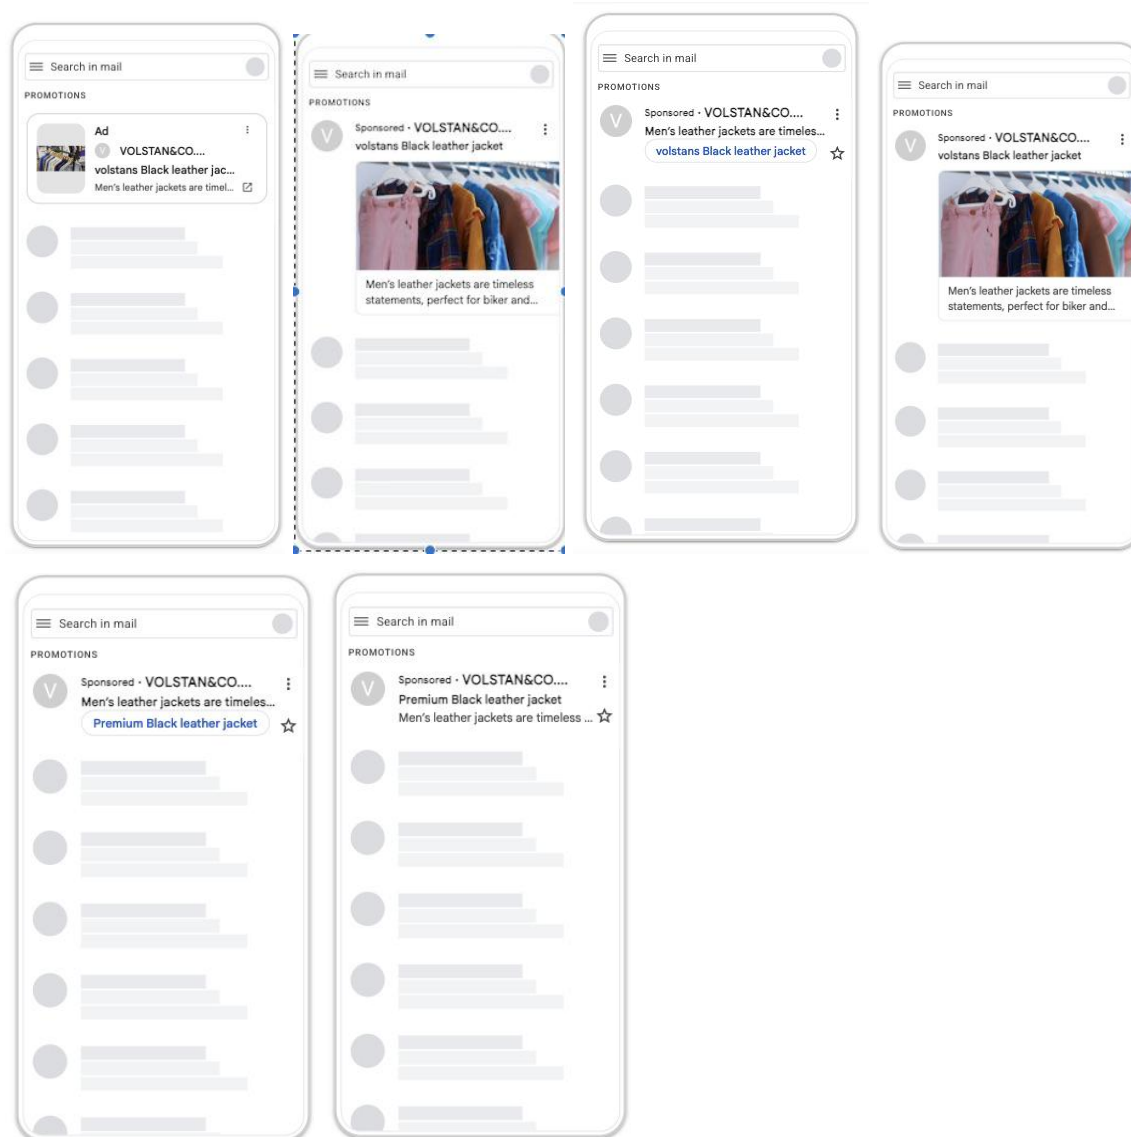 Search in mail
PROMOTIONS
Ad
V VOLSTAN&CO....
volstans Black leather jac...
Men's leather jackets are timel...
Search in mail
PROMOTIONS
V
Sponsored · VOLSTAN&CO....
volstans Black leather jacket
Men's leather jackets are timeless
statements, perfect for biker and...
Search in mail
PROMOTIONS
V
Sponsored · VOLSTAN&CO....
Men's leather jackets are timeles...
volstans Black leather jacket
Search in mail
PROMOTIONS
V
Sponsored · VOLSTAN&CO....
volstans Black leather jacket
Men's leather jackets are timeless
statements, perfect for biker and...
Search in mail
PROMOTIONS
V
Sponsored · VOLSTAN&CO....
Men's leather jackets are timeles...
Premium Black leather jacket
Search in mail
PROMOTIONS
V
Sponsored · VOLSTAN&CO....
Premium Black leather jacket
Men's leather jackets are timeless ...